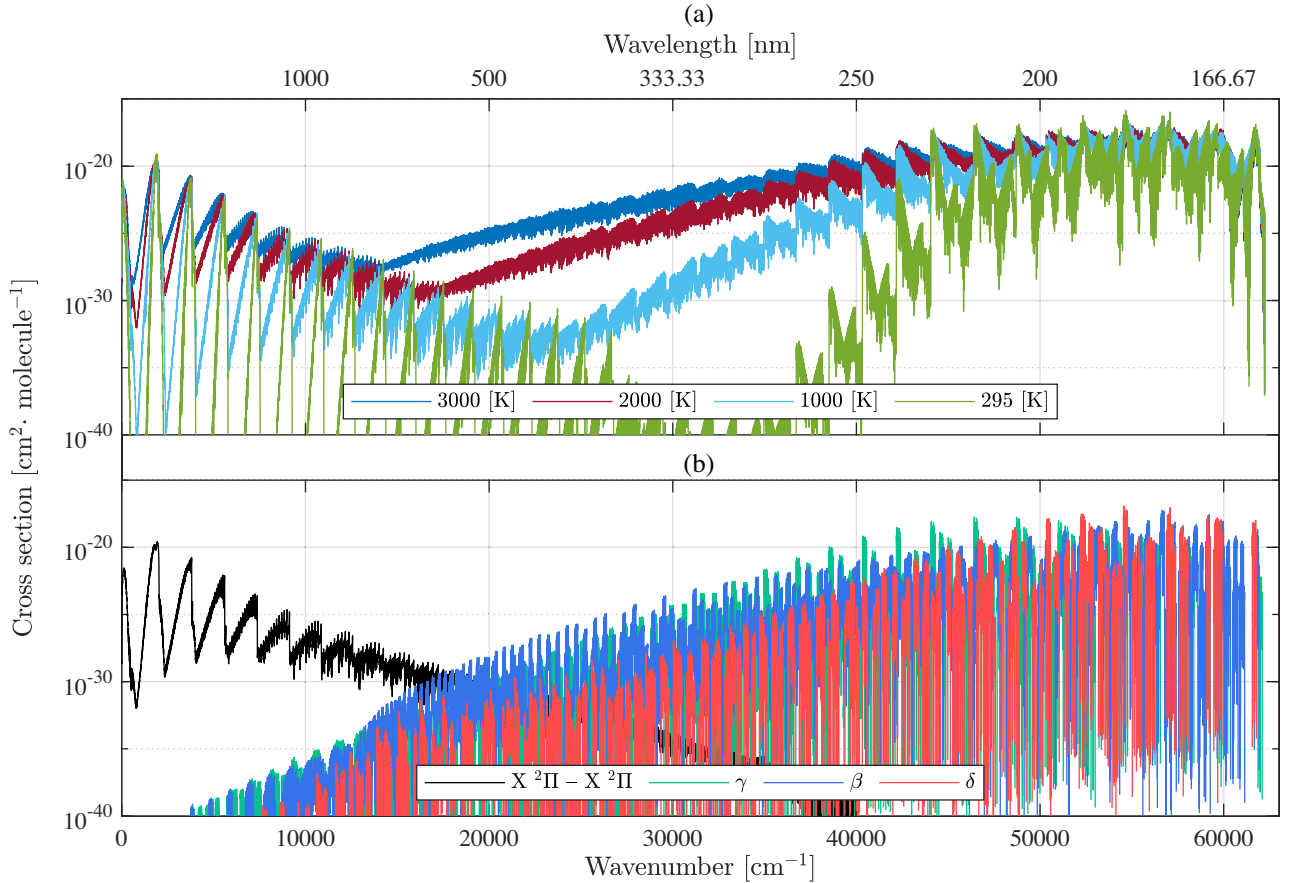 (a)
Wavelength [nm]
1000 500 333.33 250 200 166.67
10⁻²⁰
10⁻³⁰
10⁻⁴⁰
3000 [K] 2000 [K] 1000 [K] 295 [K]
Cross section [cm²· molecule⁻¹]
(b)
10⁻²⁰
10⁻³⁰
10⁻⁴⁰
X ²Π – X ²Π γ β δ
0 10000 20000 30000 40000 50000 60000
Wavenumber [cm⁻¹]